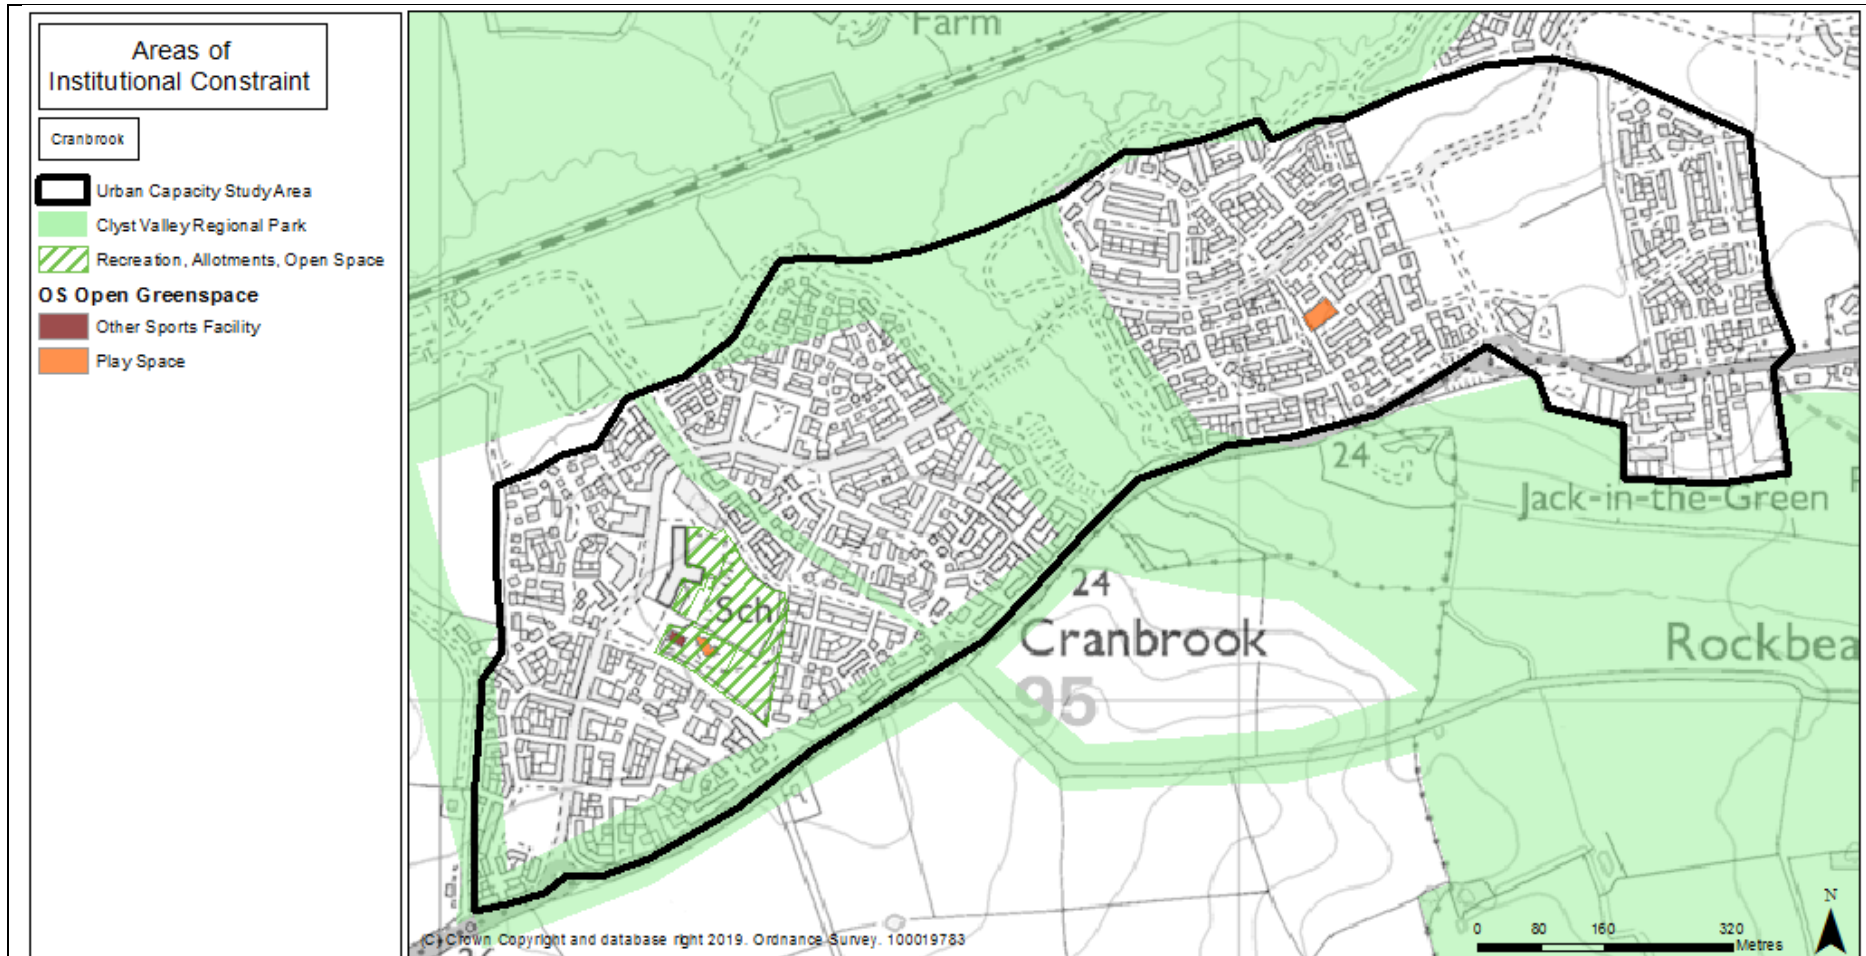 Areas of
Institutional Constraint
Cranbrook
Urban Capacity Study Area
Clyst Valley Regional Park
Recreation, Allotments, Open Space
OS Open Greenspace
Other Sports Facility
Play Space
Farm
24
Jack-in-the-Green
Sch
24
Cranbrook
95
Rockbea
N
0 80 160 320
Metres
(C) Crown Copyright and database right 2019. Ordnance Survey. 100019783